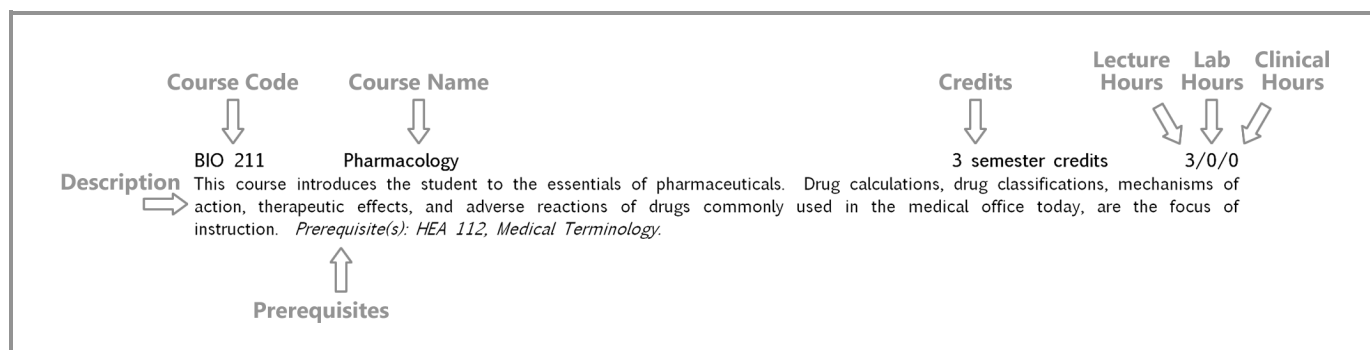 Lecture Lab Clinical
Course Code Course Name Credits Hours Hours Hours
BIO 211 Pharmacology 3 semester credits 3/0/0
Description This course introduces the student to the essentials of pharmaceuticals. Drug calculations, drug classifications, mechanisms of
action, therapeutic effects, and adverse reactions of drugs commonly used in the medical office today, are the focus of
instruction. Prerequisite(s): HEA 112, Medical Terminology.
Prerequisites